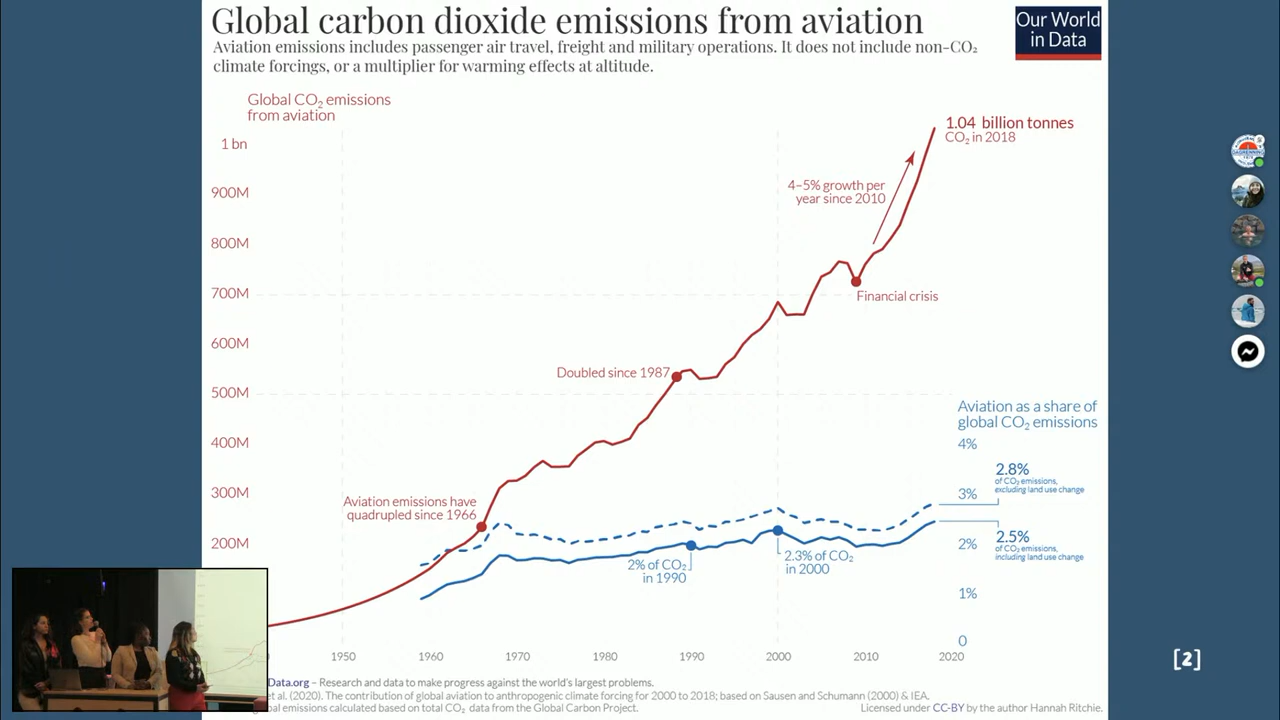 Global carbon dioxide emissions from aviation
Our World
in Data
Aviation emissions includes passenger air travel, freight and military operations. It does not include non-CO₂
climate forcings, or a multiplier for warming effects at altitude.
Global CO₂ emissions
from aviation
1 bn
900M
800M
700M
600M
500M
400M
300M
200M
1.04 billion tonnes
CO₂ in 2018
4–5% growth per
year since 2010
Financial crisis
Doubled since 1987
Aviation emissions have
quadrupled since 1966
Aviation as a share of
global CO₂ emissions
4%
3%
2%
1%
0
2.8%
of CO₂ emissions,
excluding land use change
2.5%
of CO₂ emissions,
including land use change
2% of CO₂
in 1990
2.3% of CO₂
in 2000
1950 1960 1970 1980 1990 2000 2010 2020
[2]
Data.org – Research and data to make progress against the world's largest problems.
et al. (2020). The contribution of global aviation to anthropogenic climate forcing for 2000 to 2018; based on Sausen and Schumann (2000) & IEA.
emissions calculated based on total CO₂ data from the Global Carbon Project.
Licensed under CC-BY by the author Hannah Ritchie.